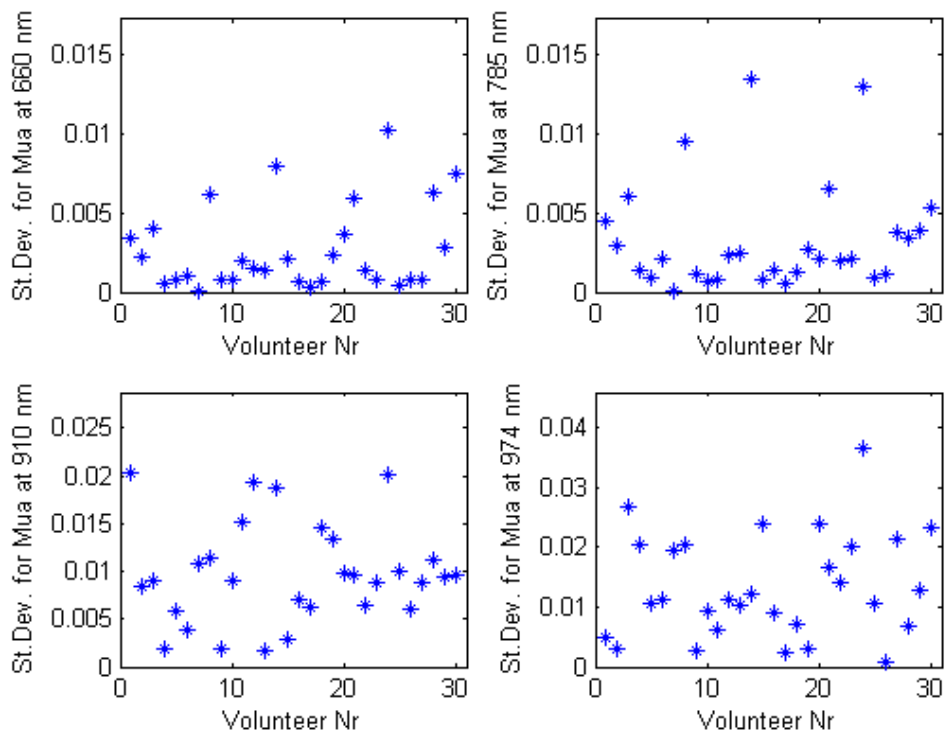 St.Dev. for Mua at 660 nm
0.015
0.01
0.005
0
0 10 20 30
Volunteer Nr
St.Dev. for Mua at 785 nm
0.015
0.01
0.005
0
0 10 20 30
Volunteer Nr
St.Dev. for Mua at 910 nm
0.025
0.02
0.015
0.01
0.005
0
0 10 20 30
Volunteer Nr
St.Dev. for Mua at 974 nm
0.04
0.03
0.02
0.01
0
0 10 20 30
Volunteer Nr